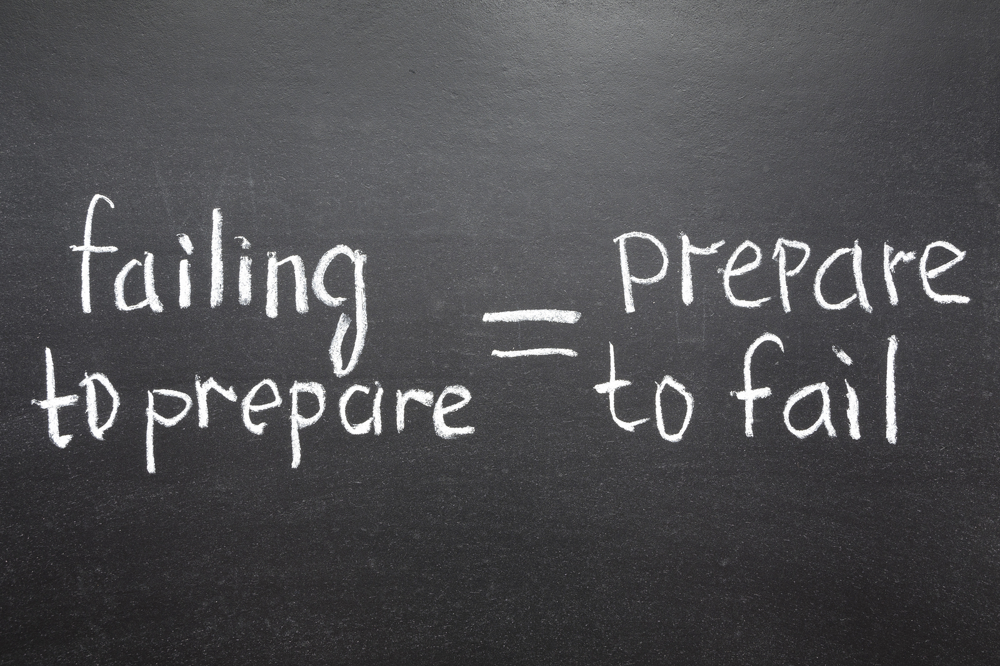 failing
to prepare
=
prepare
to fail